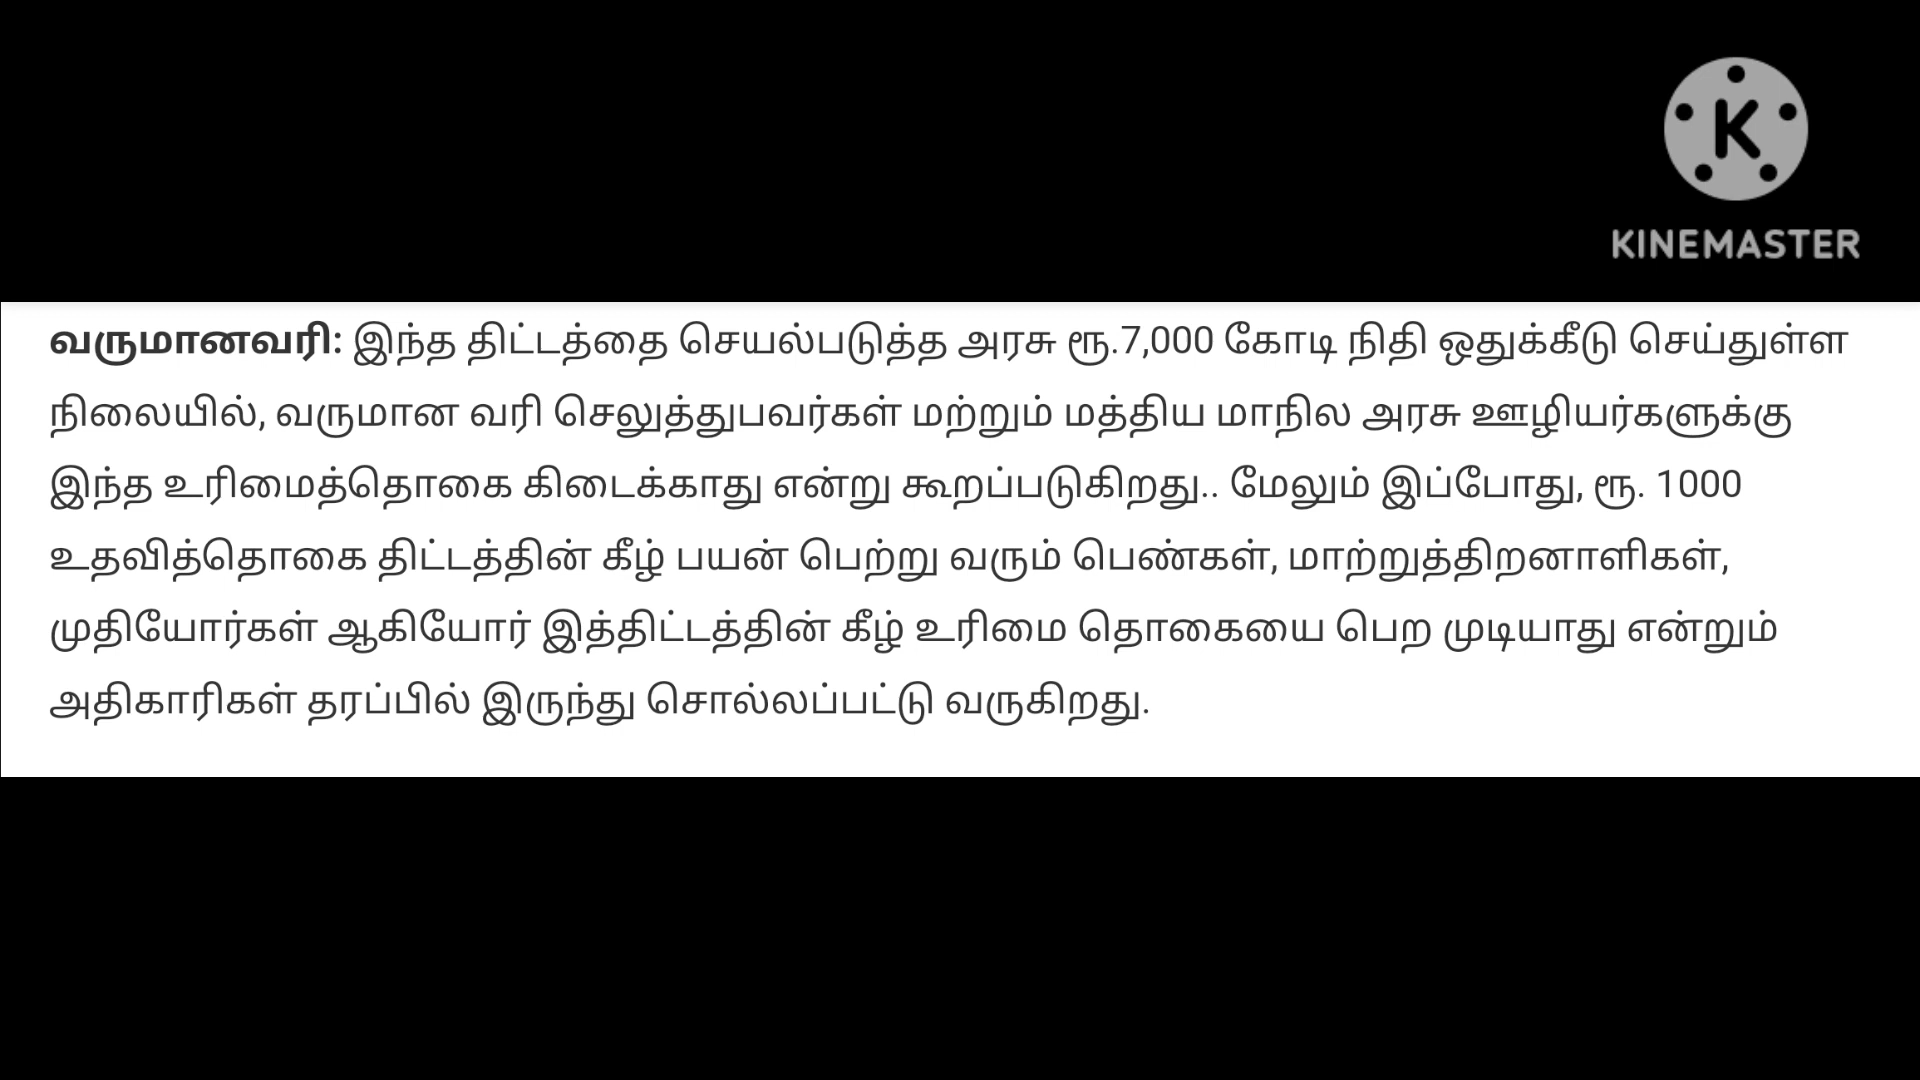 KINEMASTER
வருமானவரி: இந்த திட்டத்தை செயல்படுத்த அரசு ரூ.7,000 கோடி நிதி ஒதுக்கீடு செய்துள்ள
நிலையில், வருமான வரி செலுத்துபவர்கள் மற்றும் மத்திய மாநில அரசு ஊழியர்களுக்கு
இந்த உரிமைத்தொகை கிடைக்காது என்று கூறப்படுகிறது.. மேலும் இப்போது, ரூ. 1000
உதவித்தொகை திட்டத்தின் கீழ் பயன் பெற்று வரும் பெண்கள், மாற்றுத்திறனாளிகள்,
முதியோர்கள் ஆகியோர் இத்திட்டத்தின் கீழ் உரிமை தொகையை பெற முடியாது என்றும்
அதிகாரிகள் தரப்பில் இருந்து சொல்லப்பட்டு வருகிறது.